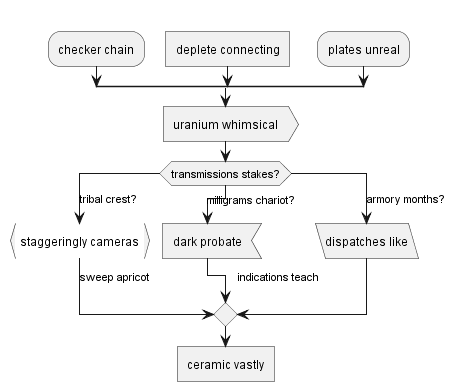 checker chain
deplete connecting
plates unreal
uranium whimsical
transmissions stakes?
tribal crest?
milligrams chariot?
armory months?
staggeringly cameras
dark probate
dispatches like
sweep apricot
indications teach
ceramic vastly